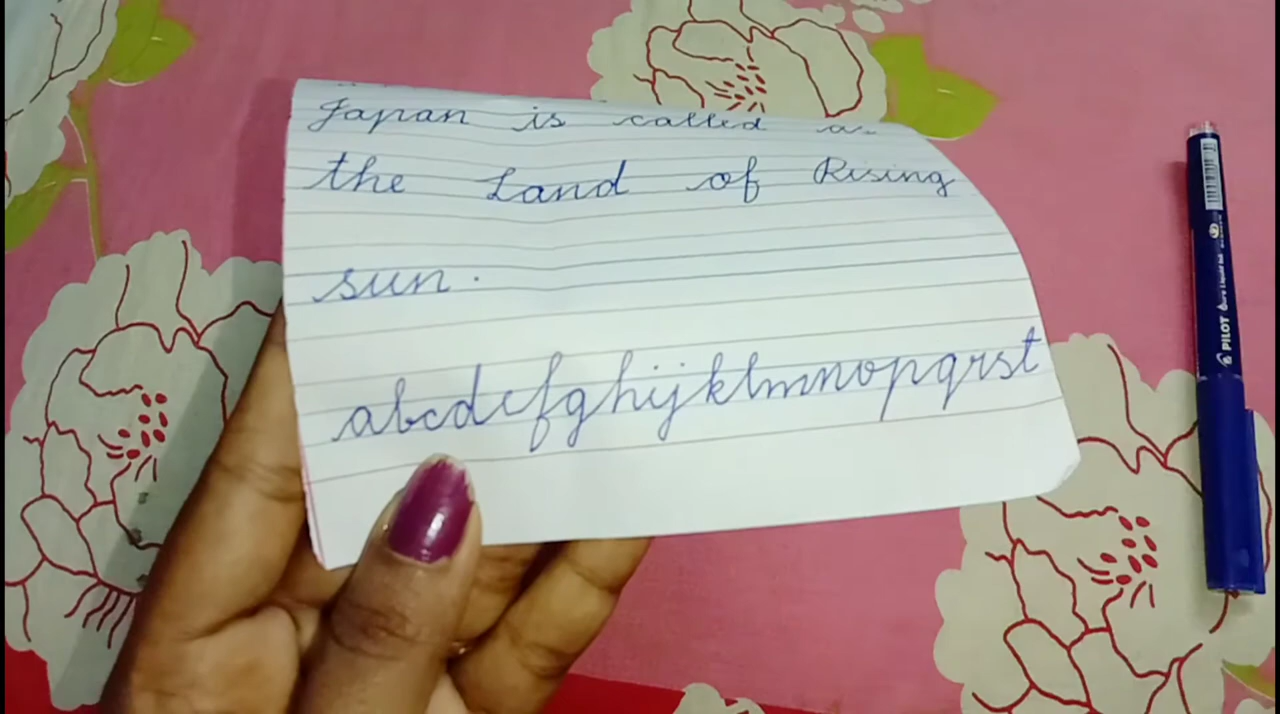 Japan is called
the Land of Rising
sun.
abcdefghijklmnopqrst
PILOT